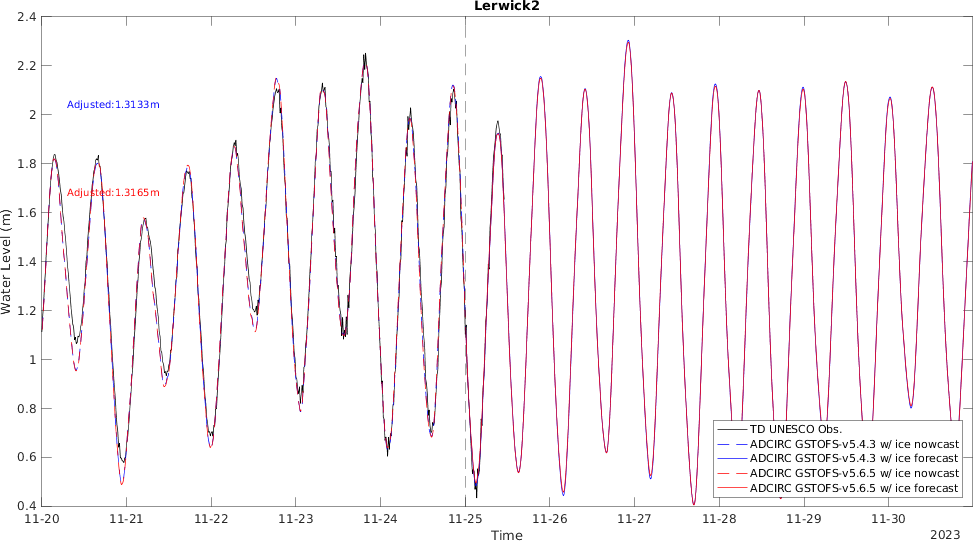 Lerwick2
2.4
2.2
2
1.8
1.6
1.4
1.2
1
0.8
0.6
0.4
Water Level (m)
Adjusted:1.3133m
Adjusted:1.3165m
TD UNESCO Obs.
ADCIRC GSTOFS-v5.4.3 w/ ice nowcast
ADCIRC GSTOFS-v5.4.3 w/ ice forecast
ADCIRC GSTOFS-v5.6.5 w/ ice nowcast
ADCIRC GSTOFS-v5.6.5 w/ ice forecast
11-20 11-21 11-22 11-23 11-24 11-25 11-26 11-27 11-28 11-29 11-30
Time
2023